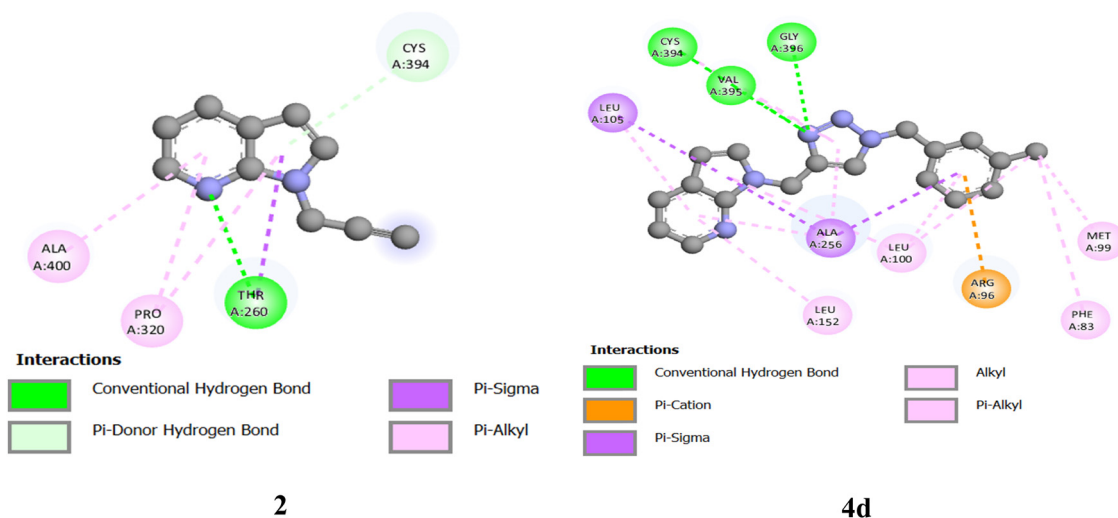 CYS
A:394
ALA
A:400
PRO
A:320
THR
A:260
Interactions
Conventional Hydrogen Bond
Pi-Donor Hydrogen Bond
Pi-Sigma
Pi-Alkyl
2
CYS
A:394
VAL
A:395
GLY
A:396
LEU
A:105
ALA
A:256
LEU
A:100
MET
A:99
ARG
A:96
PHE
A:83
LEU
A:152
Interactions
Conventional Hydrogen Bond
Pi-Cation
Pi-Sigma
Alkyl
Pi-Alkyl
4d